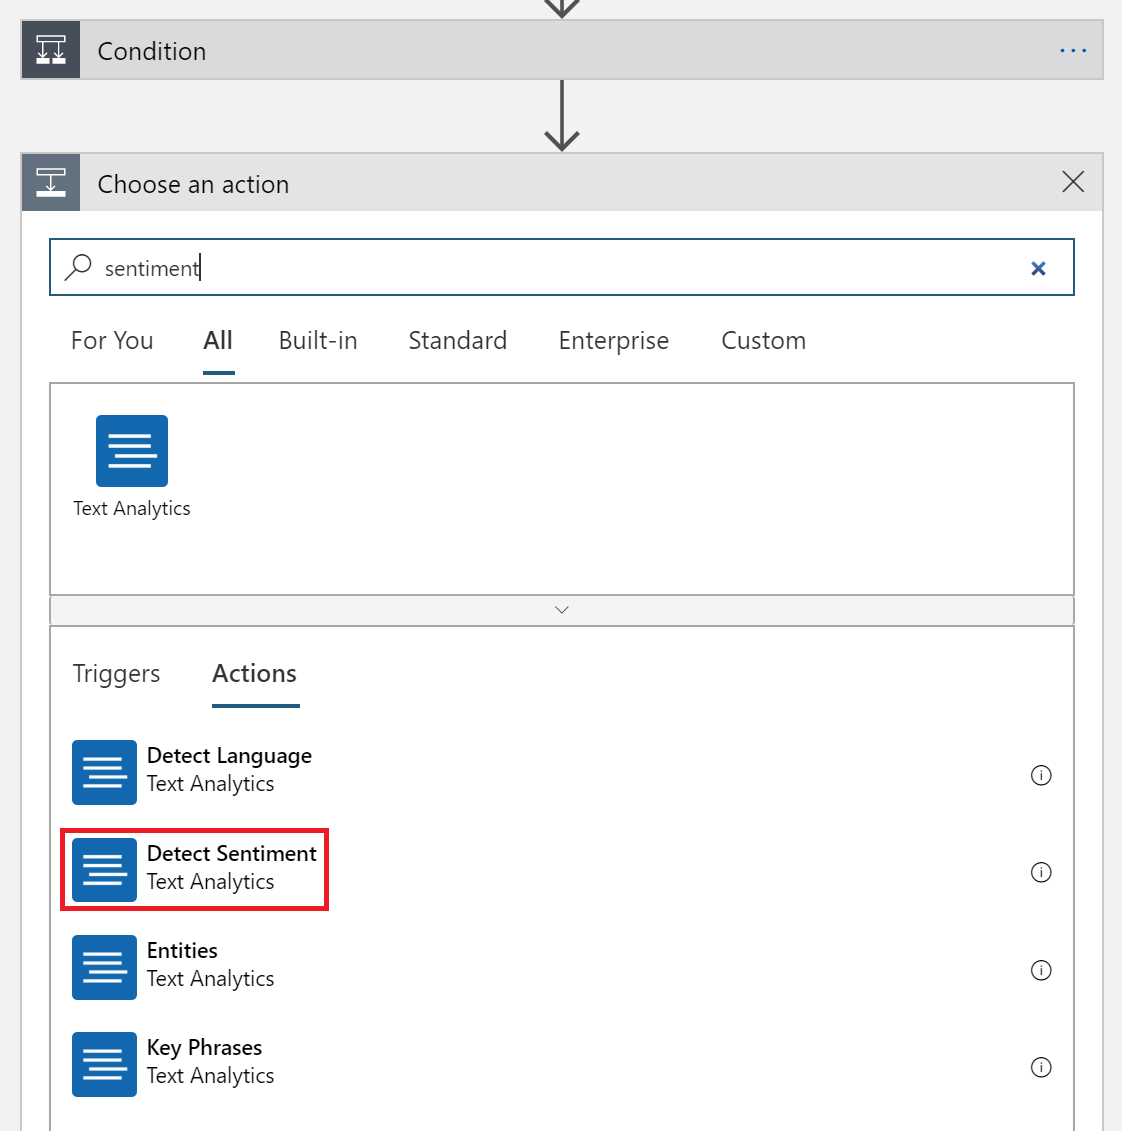 Condition
Choose an action
sentiment
For You All Built-in Standard Enterprise Custom
Text Analytics
Triggers Actions
Detect Language
Text Analytics
Detect Sentiment
Text Analytics
Entities
Text Analytics
Key Phrases
Text Analytics